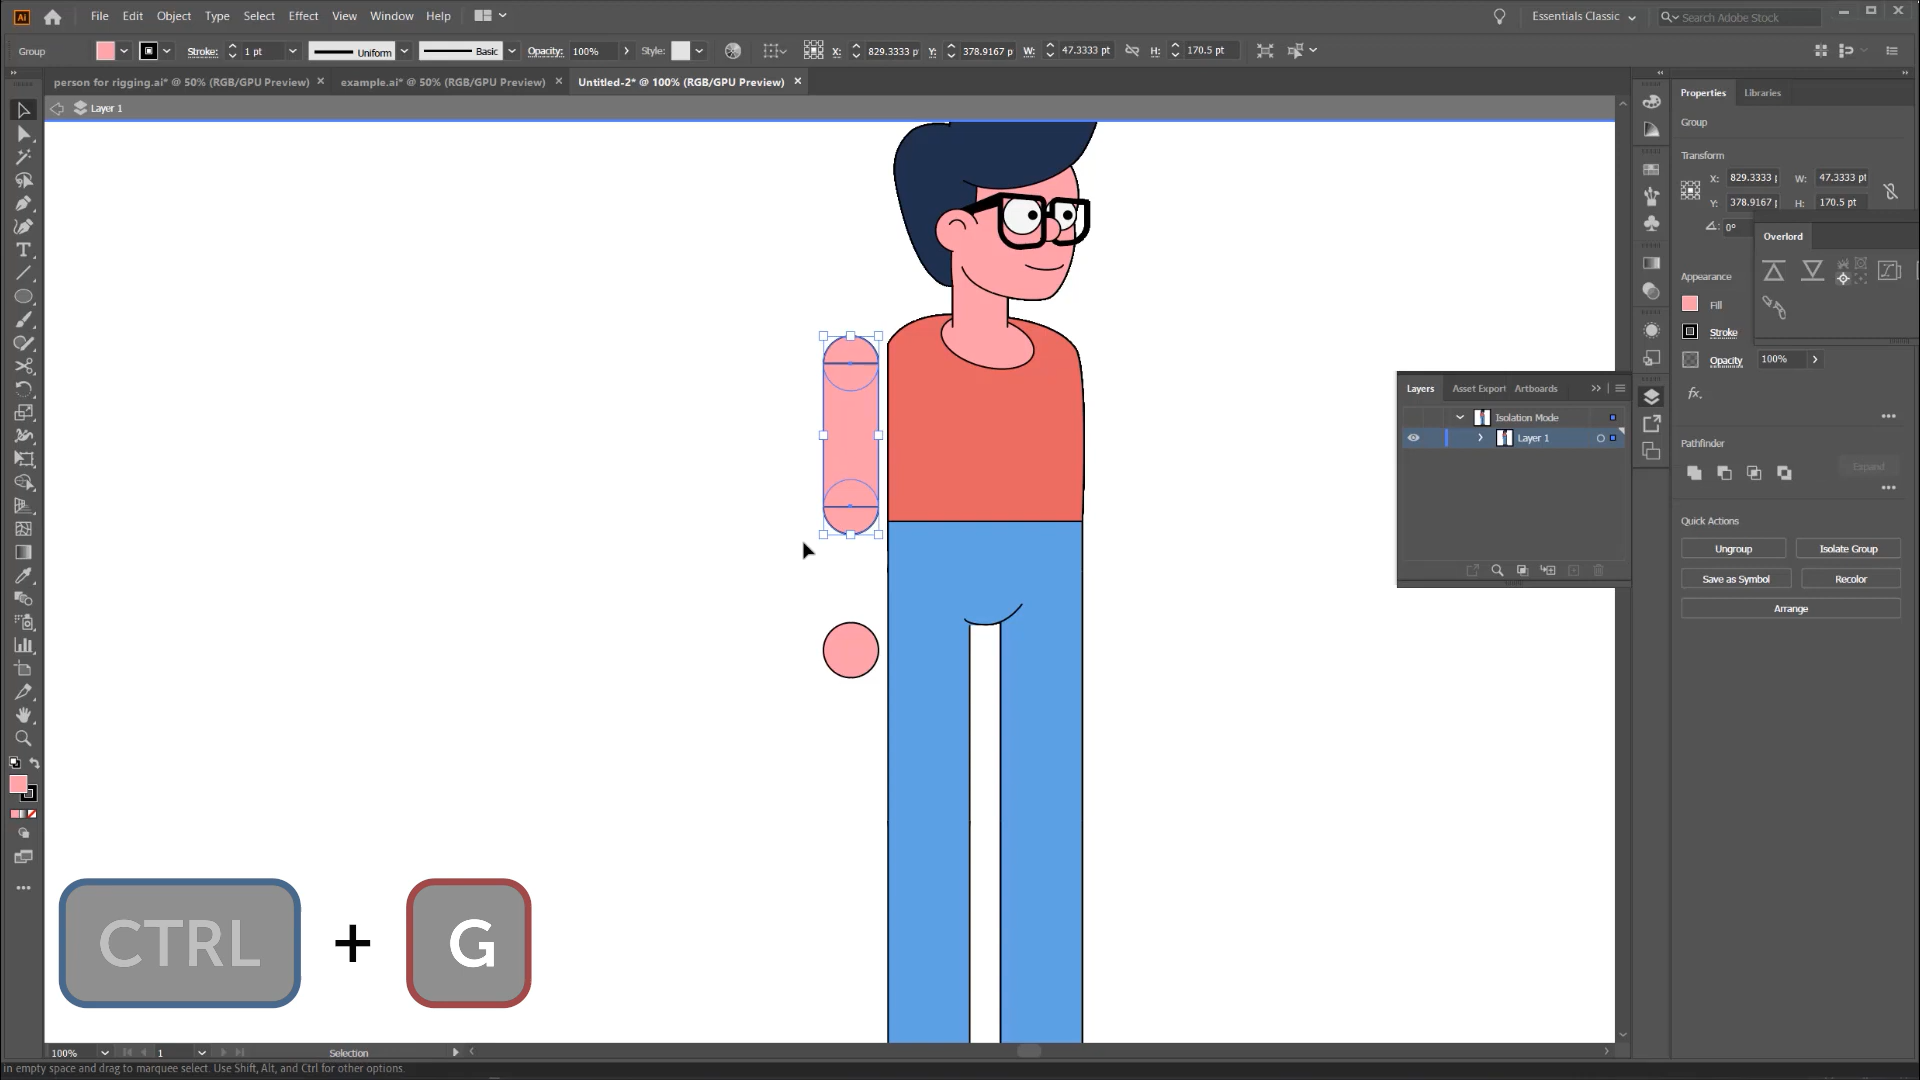 Ai File Edit Object Type Select Effect View Window Help Essentials Classic Search Adobe Stock
Group Stroke: 1 pt Uniform Basic Opacity: 100% Style: X: 829.3333 p Y: 378.9167 p W: 47.3333 pt H: 170.5 pt
person for rigging.ai* @ 50% (RGB/GPU Preview) example.ai* @ 50% (RGB/GPU Preview) Untitled-2* @ 100% (RGB/GPU Preview)
Layer 1
Properties Libraries
Group
Transform
X: 829.3333 p W: 47.3333 pt
Y: 378.9167 p H: 170.5 pt
0°
Overlord
Appearance
Fill
Stroke
Opacity 100%
fx.
Layers Asset Export Artboards
Isolation Mode
Layer 1
Pathfinder
Expand
Quick Actions
Ungroup Isolate Group
Save as Symbol Recolor
Arrange
CTRL + G
100% 1 Selection
in empty space and drag to marquee select. Use Shift, Alt, and Ctrl for other options.